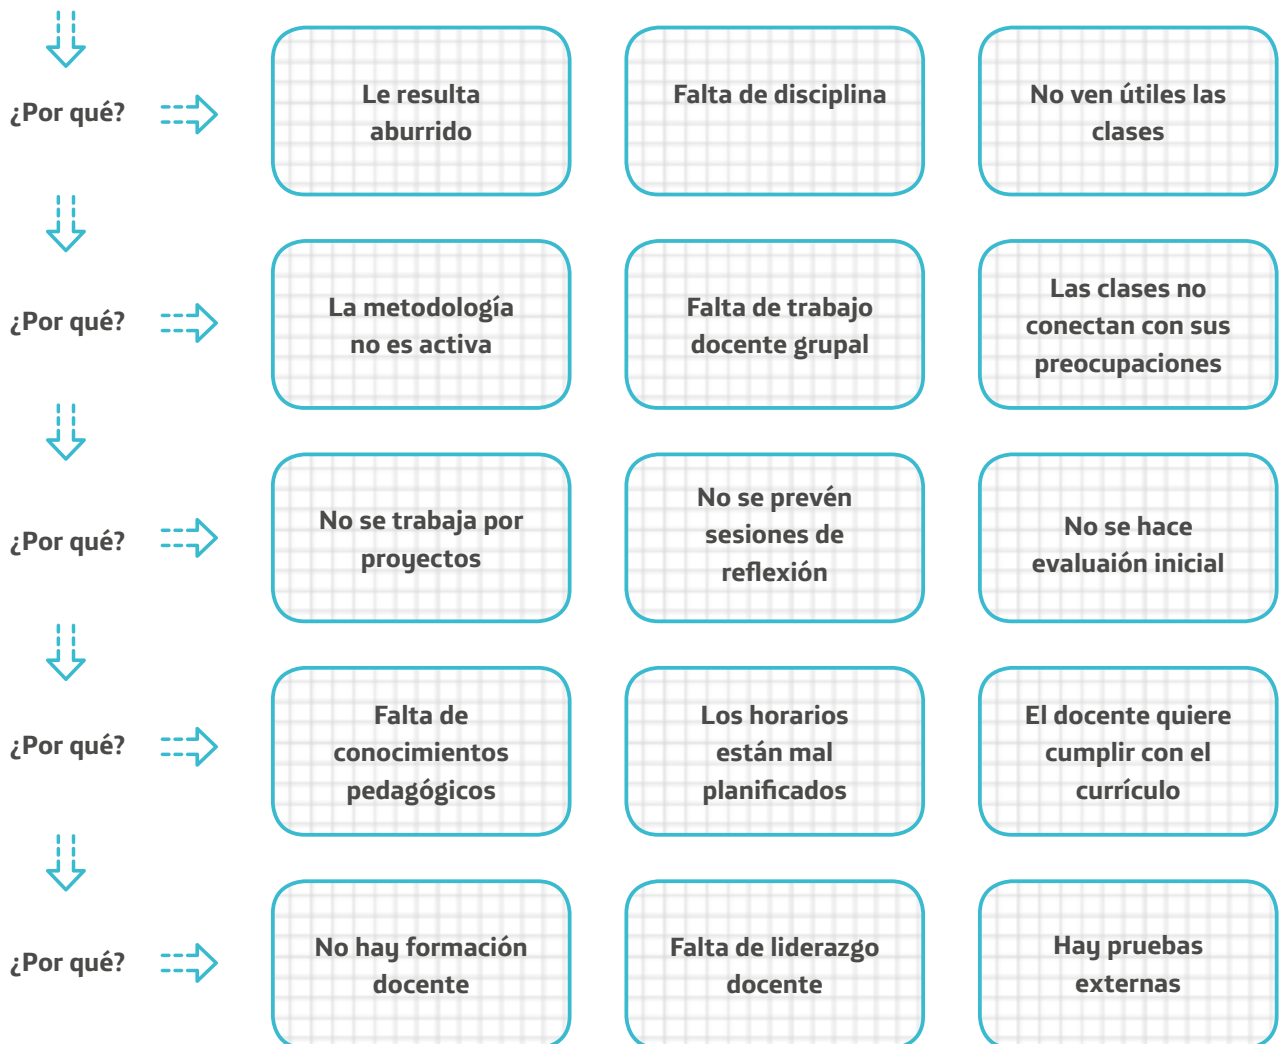 ¿Por qué?
Le resulta
aburrido
Falta de disciplina
No ven útiles las
clases
¿Por qué?
La metodología
no es activa
Falta de trabajo
docente grupal
Las clases no
conectan con sus
preocupaciones
¿Por qué?
No se trabaja por
proyectos
No se prevén
sesiones de
reflexión
No se hace
evaluaión inicial
¿Por qué?
Falta de
conocimientos
pedagógicos
Los horarios
están mal
planificados
El docente quiere
cumplir con el
currículo
¿Por qué?
No hay formación
docente
Falta de liderazgo
docente
Hay pruebas
externas